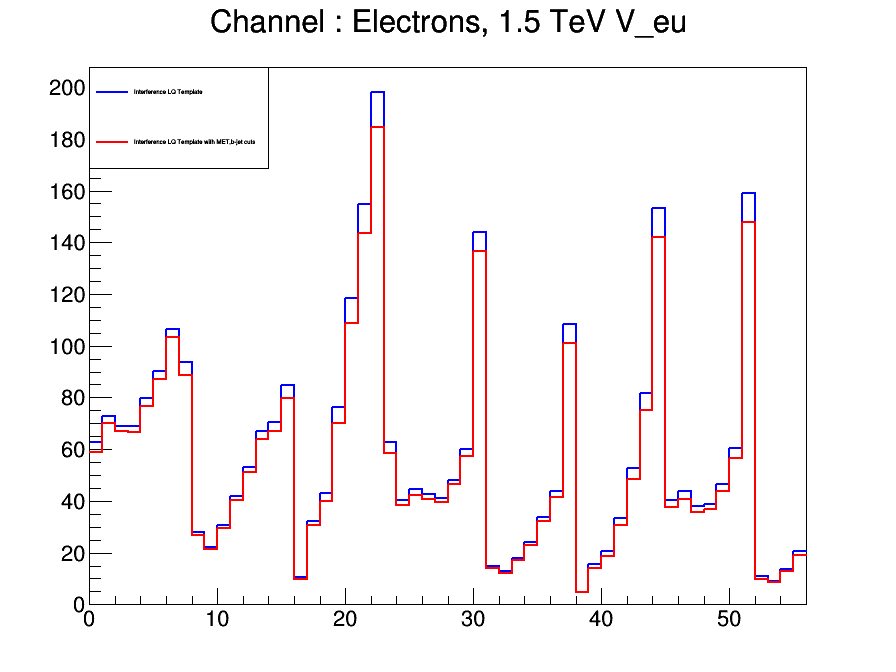 Channel : Electrons, 1.5 TeV V_eu
200
Interference LQ Template
180
Interference LQ Template with MET,b-jet cuts
160
140
120
100
80
60
40
20
0
0 10 20 30 40 50